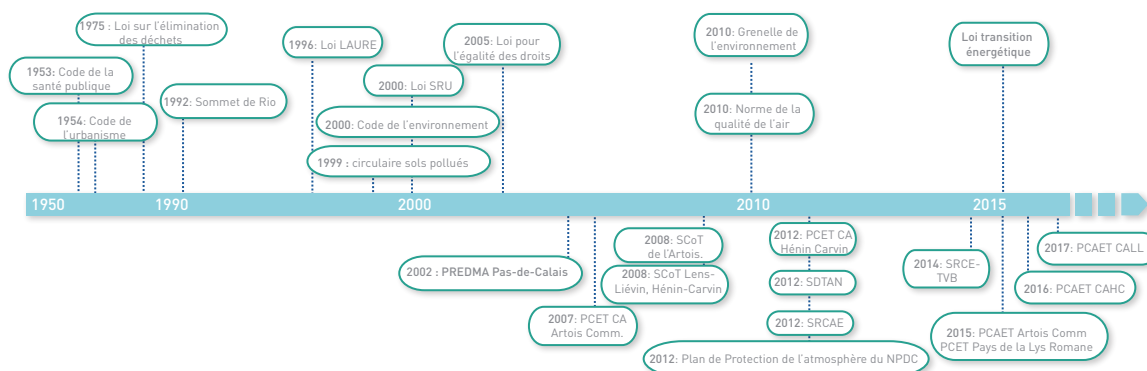 1975 : Loi sur l'élimination
des déchets
1953: Code de la
santé publique
1954: Code de
l'urbanisme
1992: Sommet de Rio
1996: Loi LAURE
2005: Loi pour
l'égalité des droits
2000: Loi SRU
2000: Code de l'environnement
1999 : circulaire sols pollués
2010: Grenelle de
l'environnement
2010: Norme de la
qualité de l'air
Loi transition
énergétique
1950
1990
2000
2010
2015
2002 : PREDMA Pas-de-Calais
2007: PCET CA
Artois Comm.
2008: SCoT
de l'Artois.
2008: SCoT Lens-
Liévin, Hénin-Carvin
2012: PCET CA
Hénin Carvin
2012: SDTAN
2012: SRCAE
2012: Plan de Protection de l'atmosphère du NPDC
2014: SRCE-
TVB
2017: PCAET CALL
2016: PCAET CAHC
2015: PCAET Artois Comm
PCET Pays de la Lys Romane